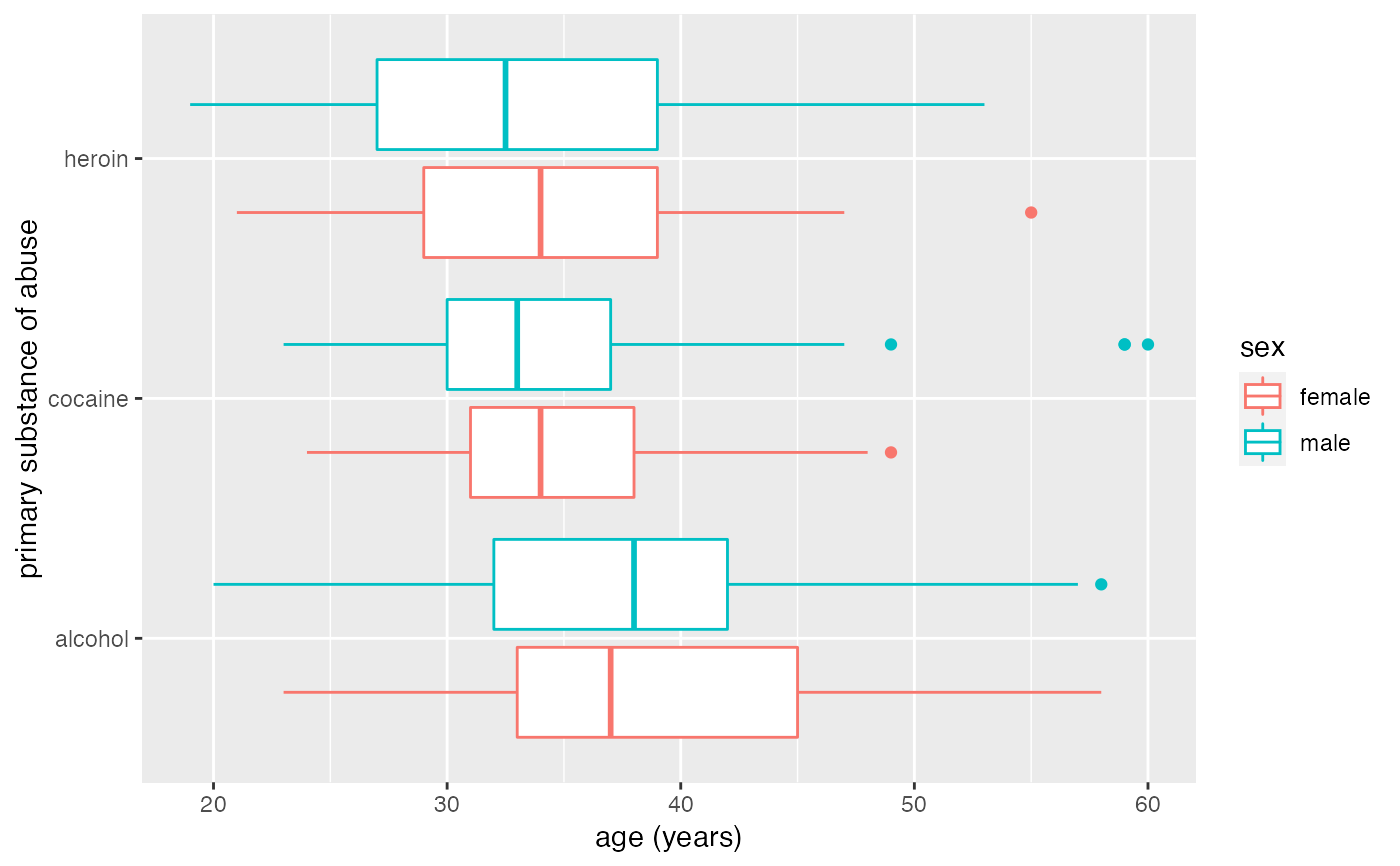 primary substance of abuse
heroin
cocaine
alcohol
20 30 40 50 60
age (years)
sex
female
male